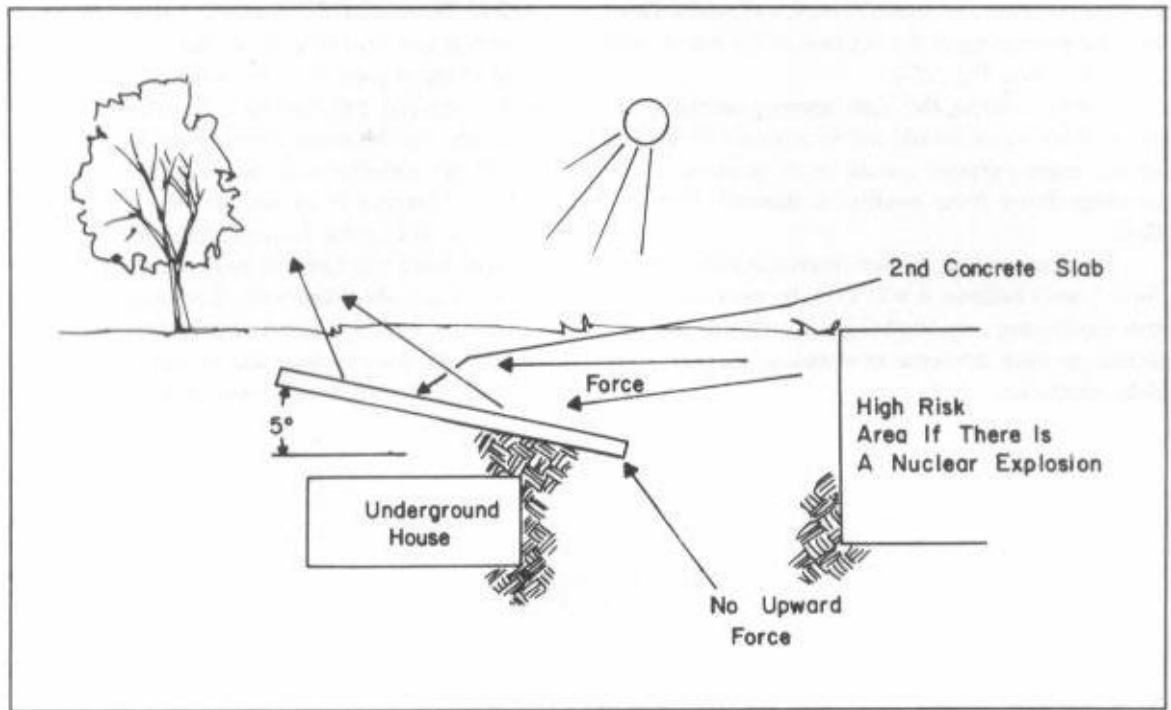 2nd Concrete Slab
Force
5°
High Risk
Area If There Is
A Nuclear Explosion
Underground
House
No Upward
Force